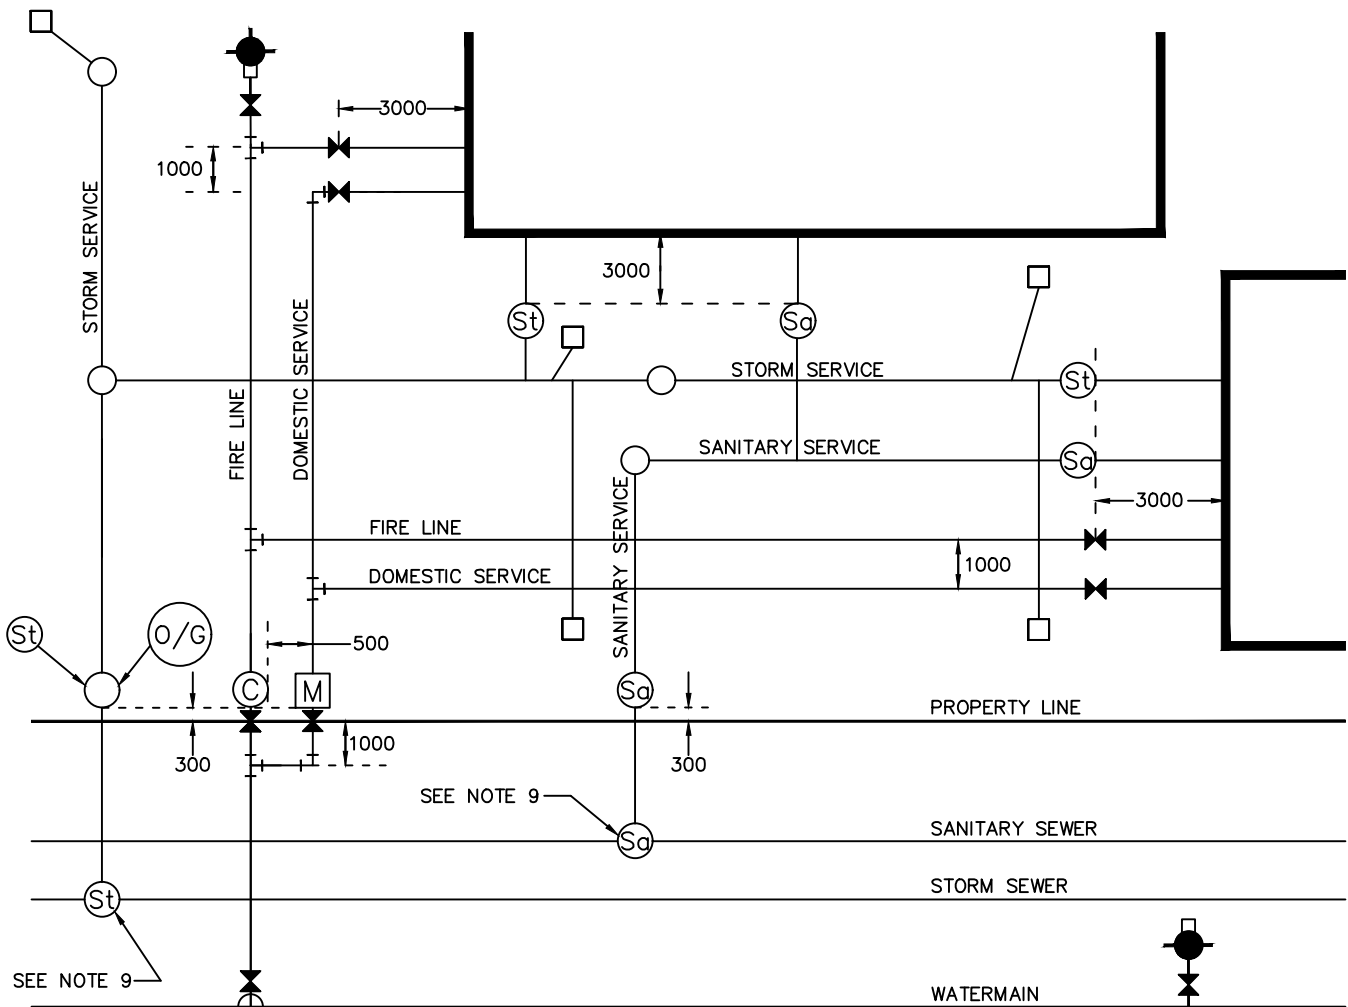 3000
1000
STORM SERVICE
3000
DOMESTIC SERVICE
St
Sa
STORM SERVICE
St
FIRE LINE
SANITARY SERVICE
Sa
SANITARY SERVICE
3000
FIRE LINE
1000
DOMESTIC SERVICE
St
O/G
500
C
M
Sa
PROPERTY LINE
300
1000
300
SEE NOTE 9
SANITARY SEWER
Sa
STORM SEWER
St
SEE NOTE 9
WATERMAIN